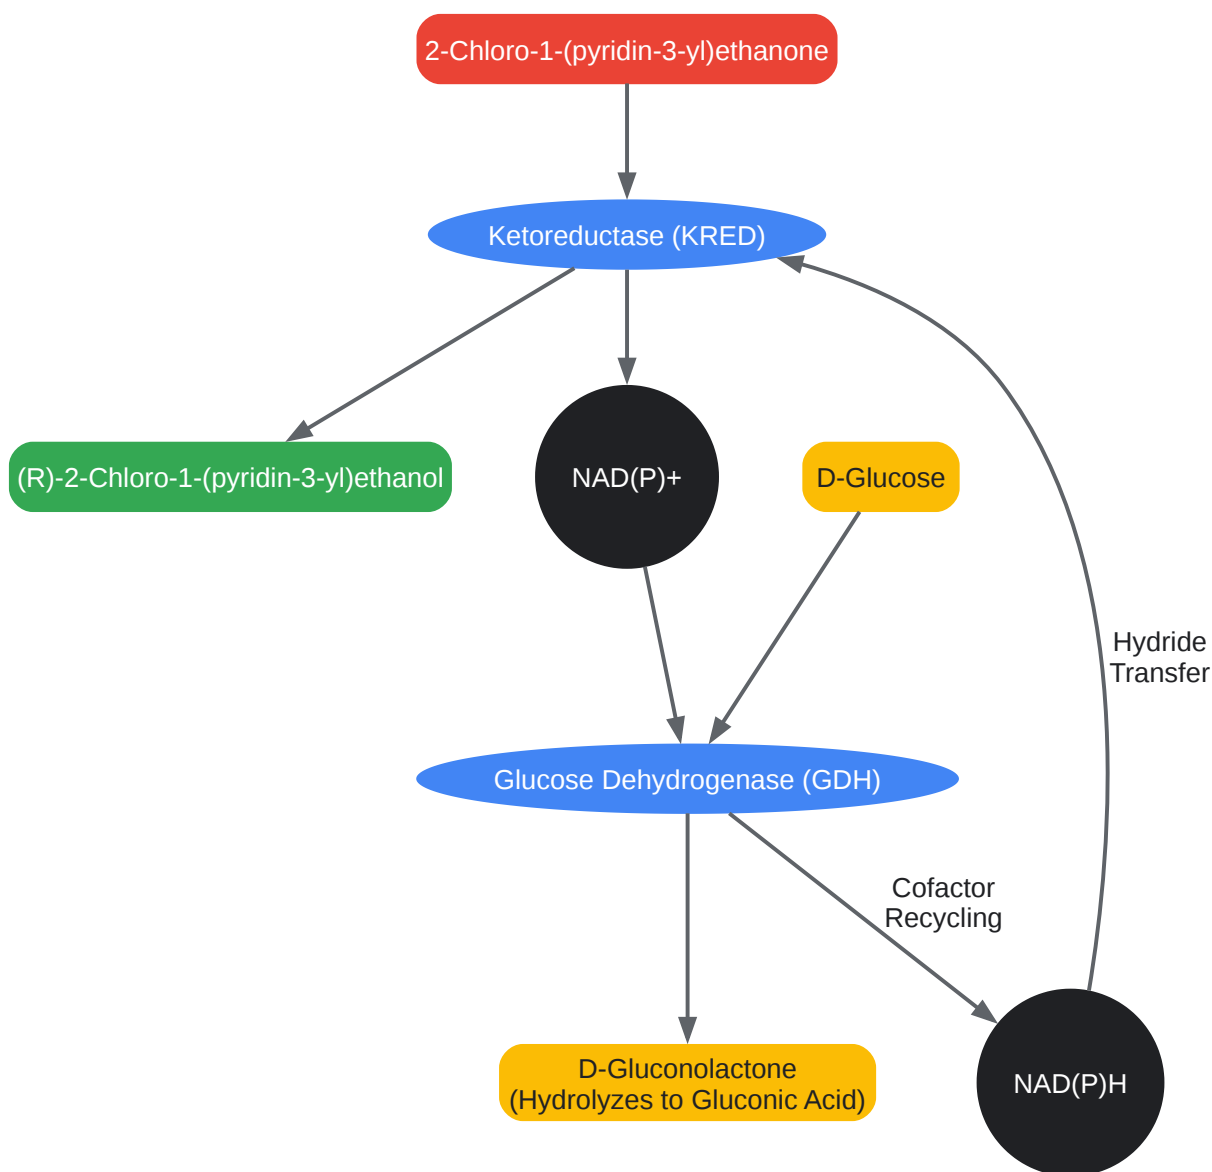 2-Chloro-1-(pyridin-3-yl)ethanone
Ketoreductase (KRED)
(R)-2-Chloro-1-(pyridin-3-yl)ethanol
NAD(P)+
D-Glucose
Hydride
Transfer
Glucose Dehydrogenase (GDH)
Cofactor
Recycling
D-Gluconolactone
(Hydrolyzes to Gluconic Acid)
NAD(P)H